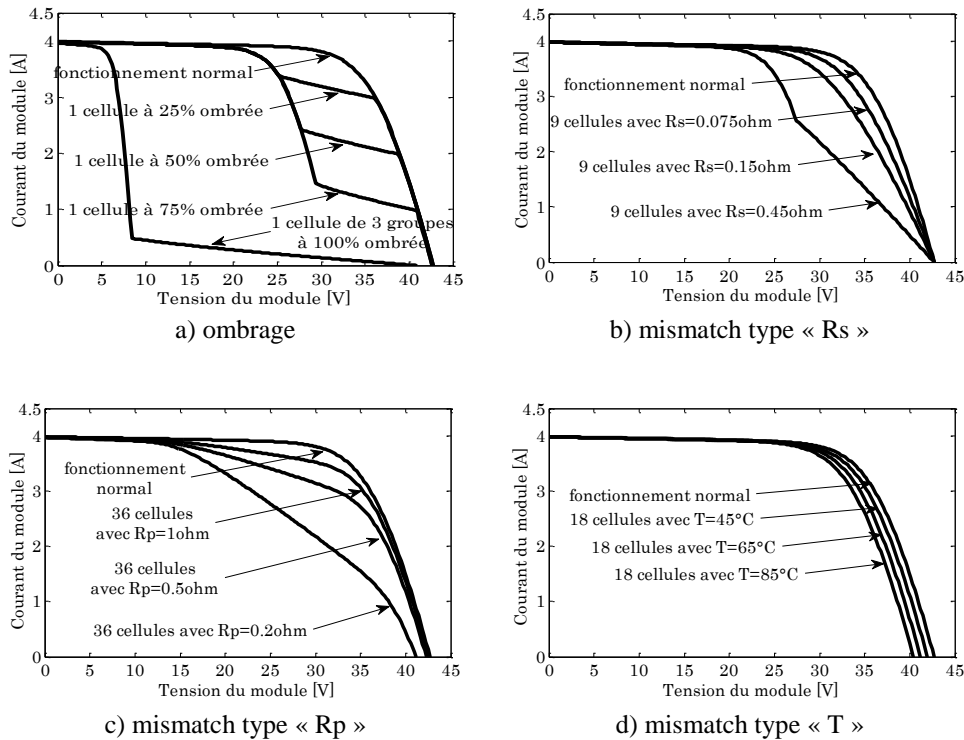 4.5
4
3
2
1
0
Courant du module [A]
fonctionnement normal
1 cellule à 25% ombrée
1 cellule à 50% ombrée
1 cellule à 75% ombrée
1 cellule de 3 groupes
à 100% ombrée
0 5 10 15 20 25 30 35 40 45
Tension du module [V]
a) ombrage
4.5
4
3
2
1
0
Courant du module [A]
fonctionnement normal
9 cellules avec Rs=0.075ohm
9 cellules avec Rs=0.15ohm
9 cellules avec Rs=0.45ohm
0 5 10 15 20 25 30 35 40 45
Tension du module [V]
b) mismatch type « Rs »
4.5
4
3
2
1
0
Courant du module [A]
fonctionnement
normal
36 cellules
avec Rp=1ohm
36 cellules
avec Rp=0.5ohm
36 cellules avec Rp=0.2ohm
0 5 10 15 20 25 30 35 40 45
Tension du module [V]
c) mismatch type « Rp »
4.5
4
3
2
1
0
Courant du module [A]
fonctionnement normal
18 cellules avec T=45°C
18 cellules avec T=65°C
18 cellules avec T=85°C
0 5 10 15 20 25 30 35 40 45
Tension du module [V]
d) mismatch type « T »